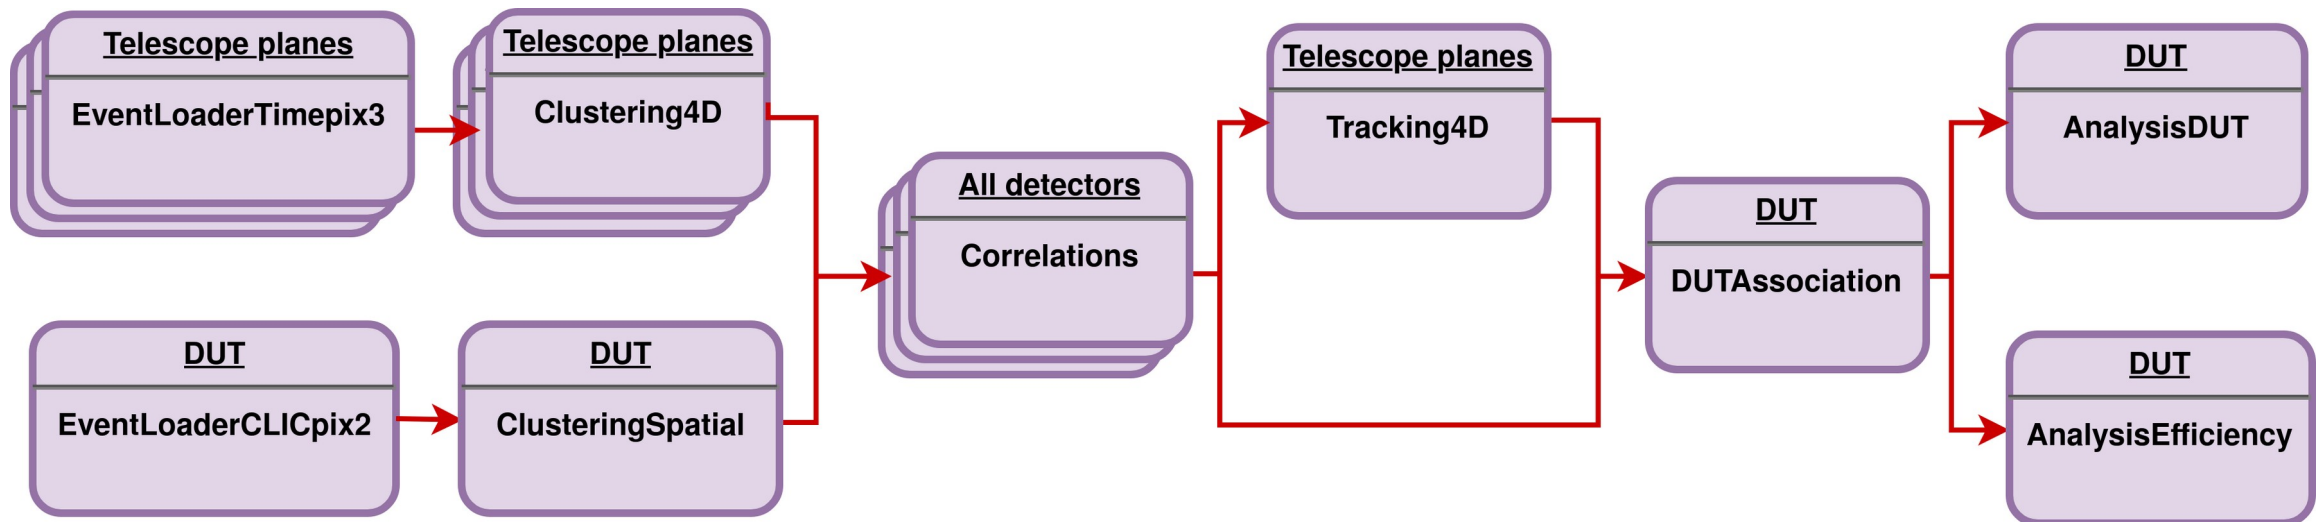 Telescope planes
EventLoaderTimepix3
Telescope planes
Clustering4D
DUT
EventLoaderCLICpix2
DUT
ClusteringSpatial
All detectors
Correlations
Telescope planes
Tracking4D
DUT
DUTAssociation
DUT
AnalysisDUT
DUT
AnalysisEfficiency